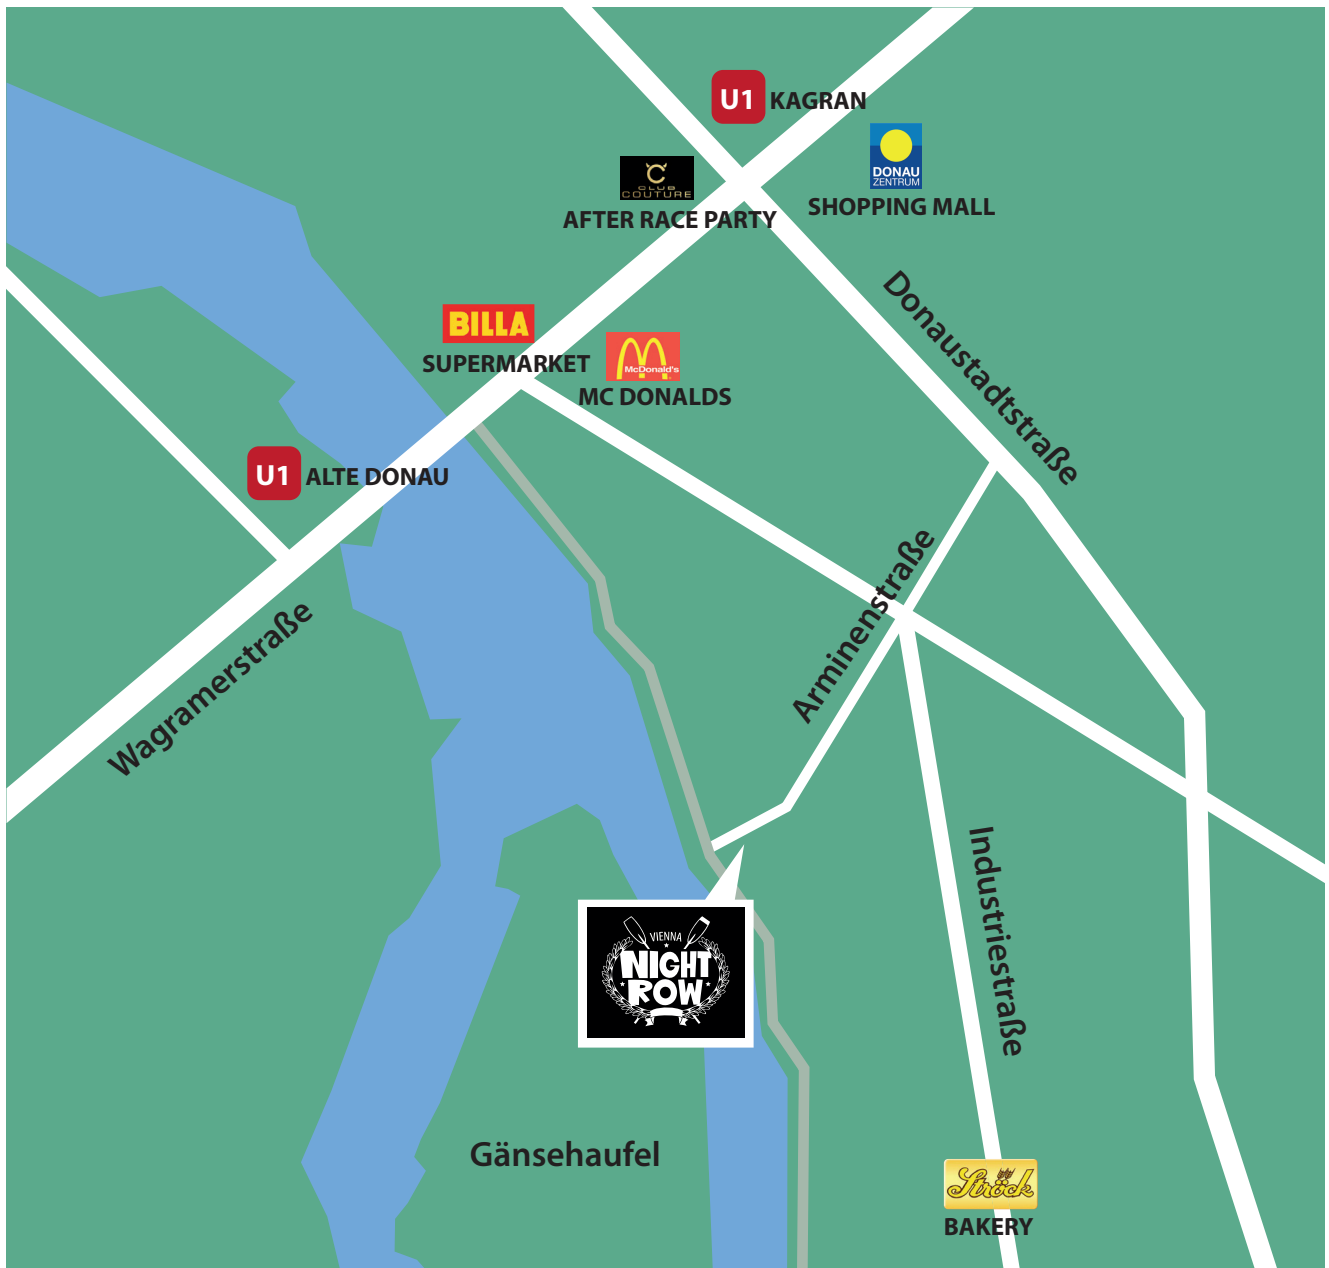 U1 KAGRAN
CLUB
COUTURE
AFTER RACE PARTY
DONAU
ZENTRUM
SHOPPING MALL
Donaustadtstraße
BILLA
SUPERMARKET
McDonald's
MC DONALDS
U1 ALTE DONAU
Arminenstraße
Wagramerstraße
Industriestraße
VIENNA
NIGHT
ROW
Gänsehaufel
Ströck
BAKERY